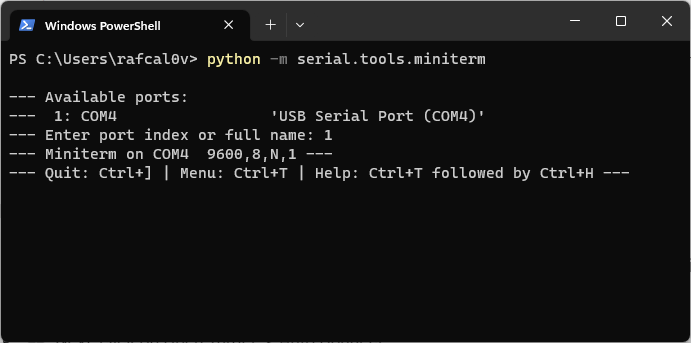 Windows PowerShell
PS C:\Users\rafcal0v> python -m serial.tools.miniterm
--- Available ports:
---  1: COM4                 'USB Serial Port (COM4)'
--- Enter port index or full name: 1
--- Miniterm on COM4  9600,8,N,1 ---
--- Quit: Ctrl+] | Menu: Ctrl+T | Help: Ctrl+T followed by Ctrl+H ---